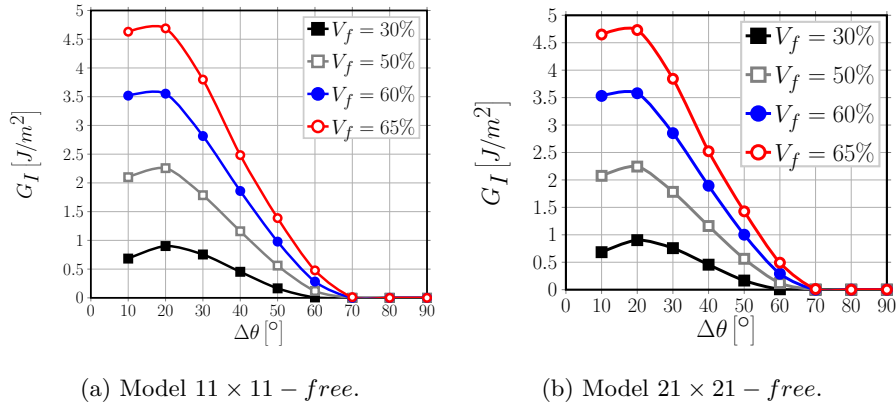 5
4.5
4
3.5
3
2.5
2
1.5
1
0.5
0
G_I [J/m^2]
V_f = 30%
V_f = 50%
V_f = 60%
V_f = 65%
0 10 20 30 40 50 60 70 80 90
Δθ [°]
(a) Model 11 × 11 − free.
5
4.5
4
3.5
3
2.5
2
1.5
1
0.5
0
G_I [J/m^2]
V_f = 30%
V_f = 50%
V_f = 60%
V_f = 65%
0 10 20 30 40 50 60 70 80 90
Δθ [°]
(b) Model 21 × 21 − free.